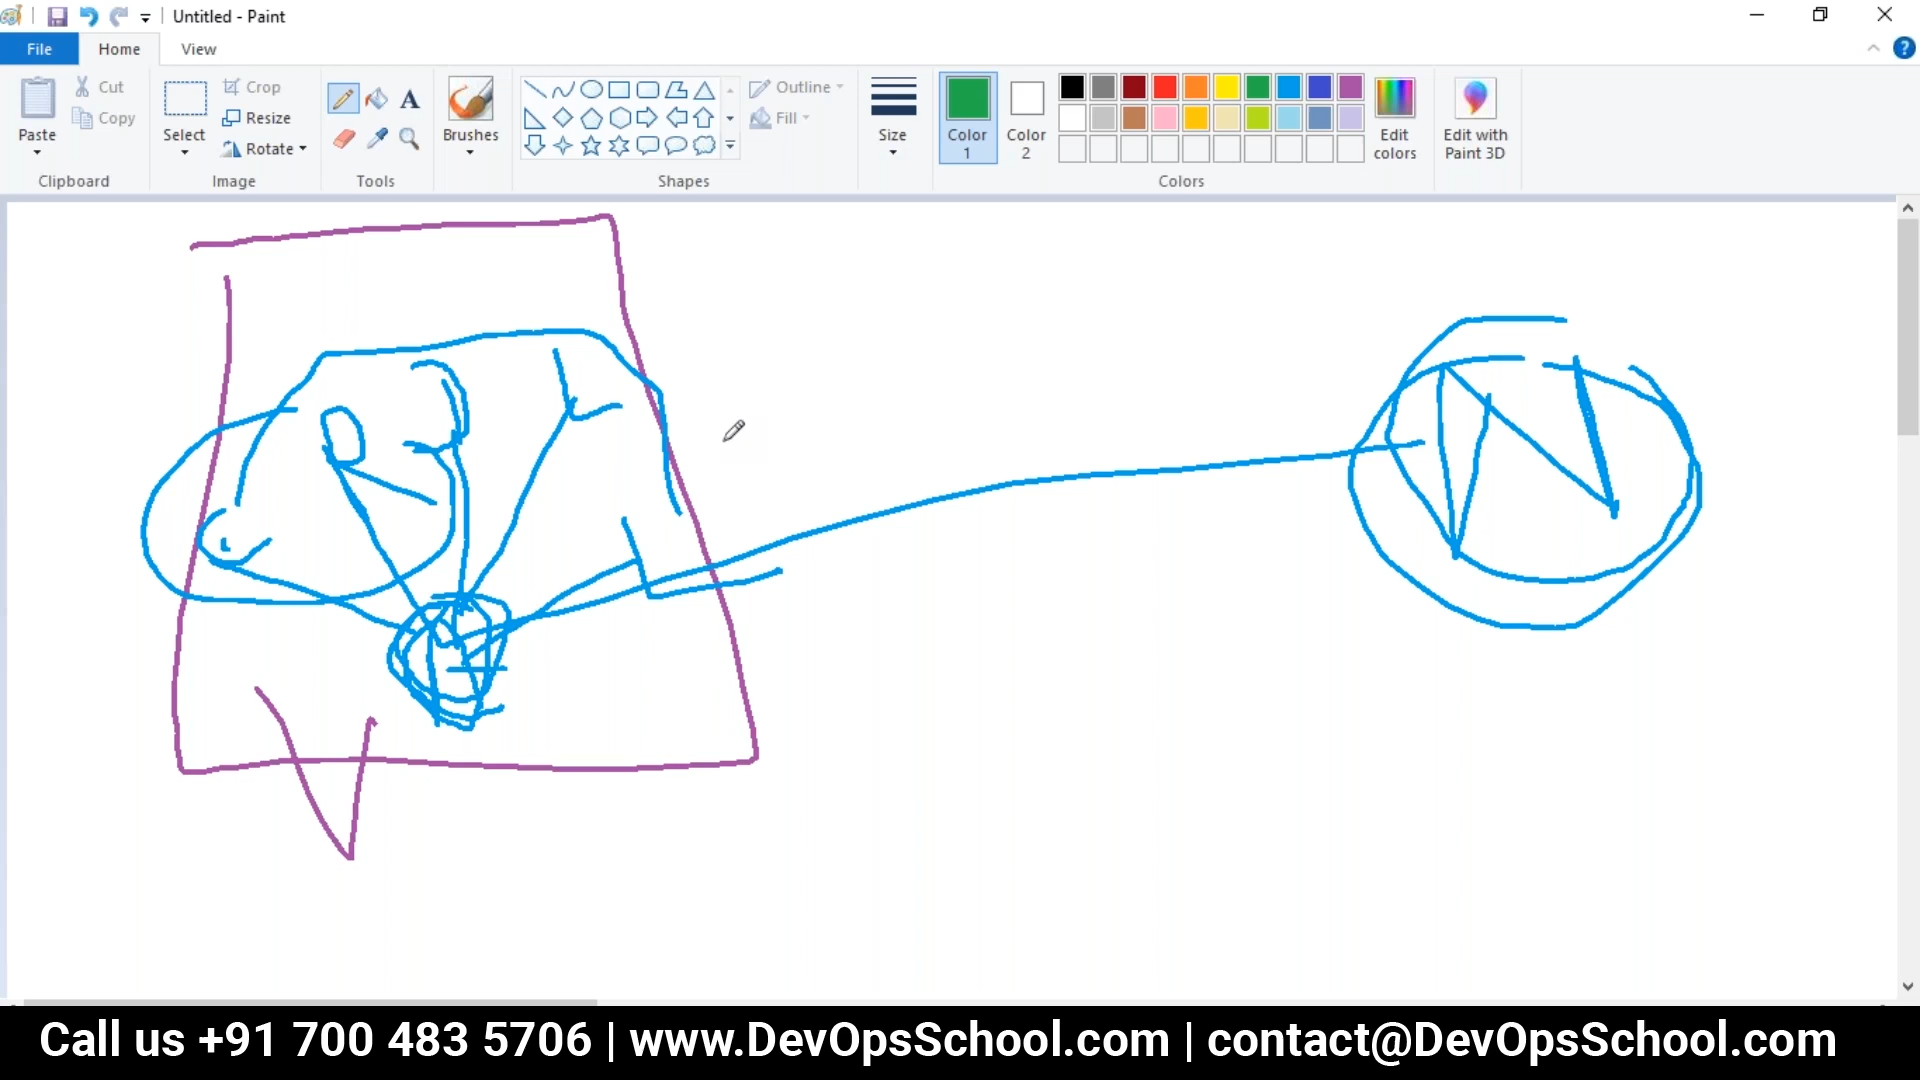 Untitled - Paint
File Home View
Paste
Cut
Copy
Clipboard
Select
Crop
Resize
Rotate
Image
Tools
Brushes
Shapes
Outline
Fill
Size
Color 1
Color 2
Colors
Edit colors
Edit with Paint 3D
Call us +91 700 483 5706 | www.DevOpsSchool.com | contact@DevOpsSchool.com